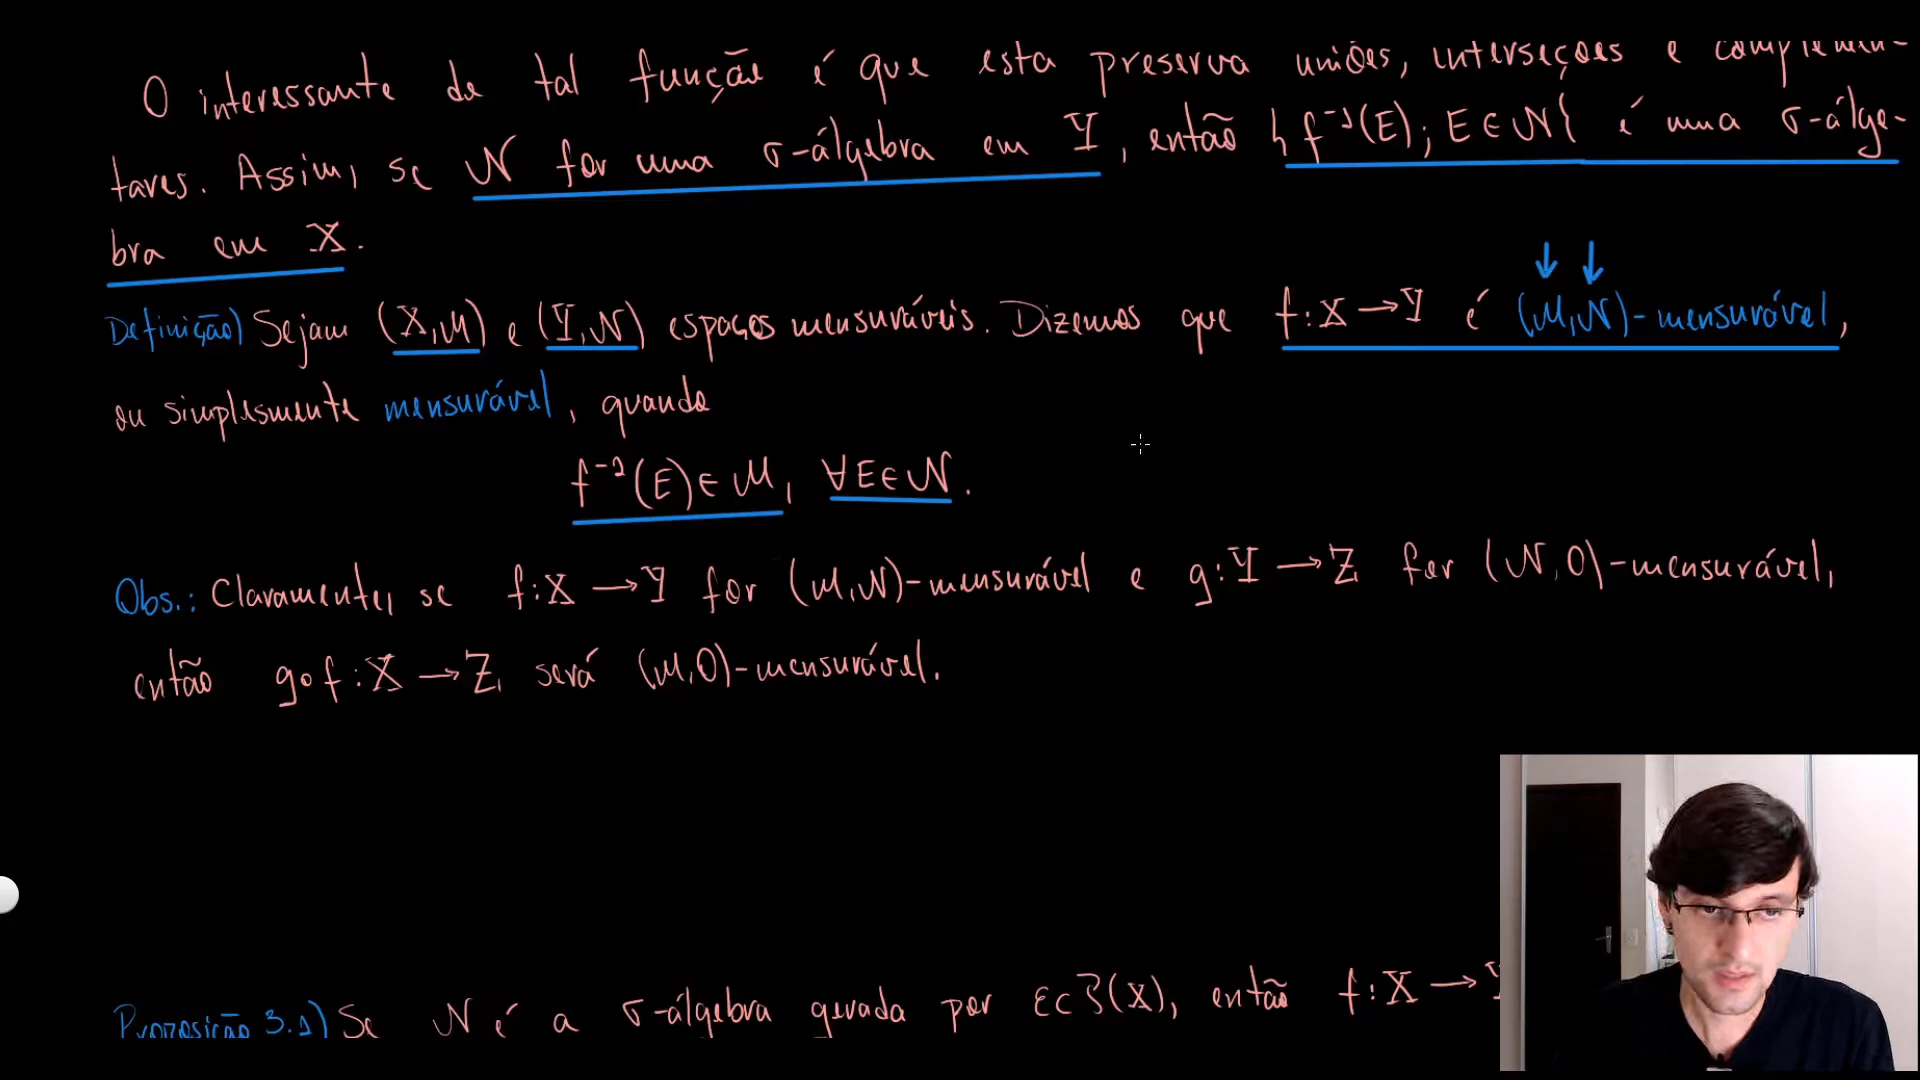 O interessante de tal função é que esta preserva uniões, interseções e complemen-
tares. Assim, se 𝒩 for uma σ-álgebra em Y, então {f⁻¹(E); E ∈ 𝒩} é uma σ-álge-
bra em X.
Definição) Sejam (X,ℳ) e (Y,𝒩) espaços mensuráveis. Dizemos que f: X → Y é (ℳ,𝒩)-mensurável,
ou simplesmente mensurável, quando
f⁻¹(E) ∈ ℳ, ∀E ∈ 𝒩.
Obs.: Claramente, se f: X → Y for (ℳ,𝒩)-mensurável e g: Y → Z for (𝒩,O)-mensurável,
então g∘f: X → Z, será (ℳ,O)-mensurável.
Proposição 3.1) Se 𝒩 é a σ-álgebra gerada por ℰ ⊂ 𝒫(X), então f: X → Y